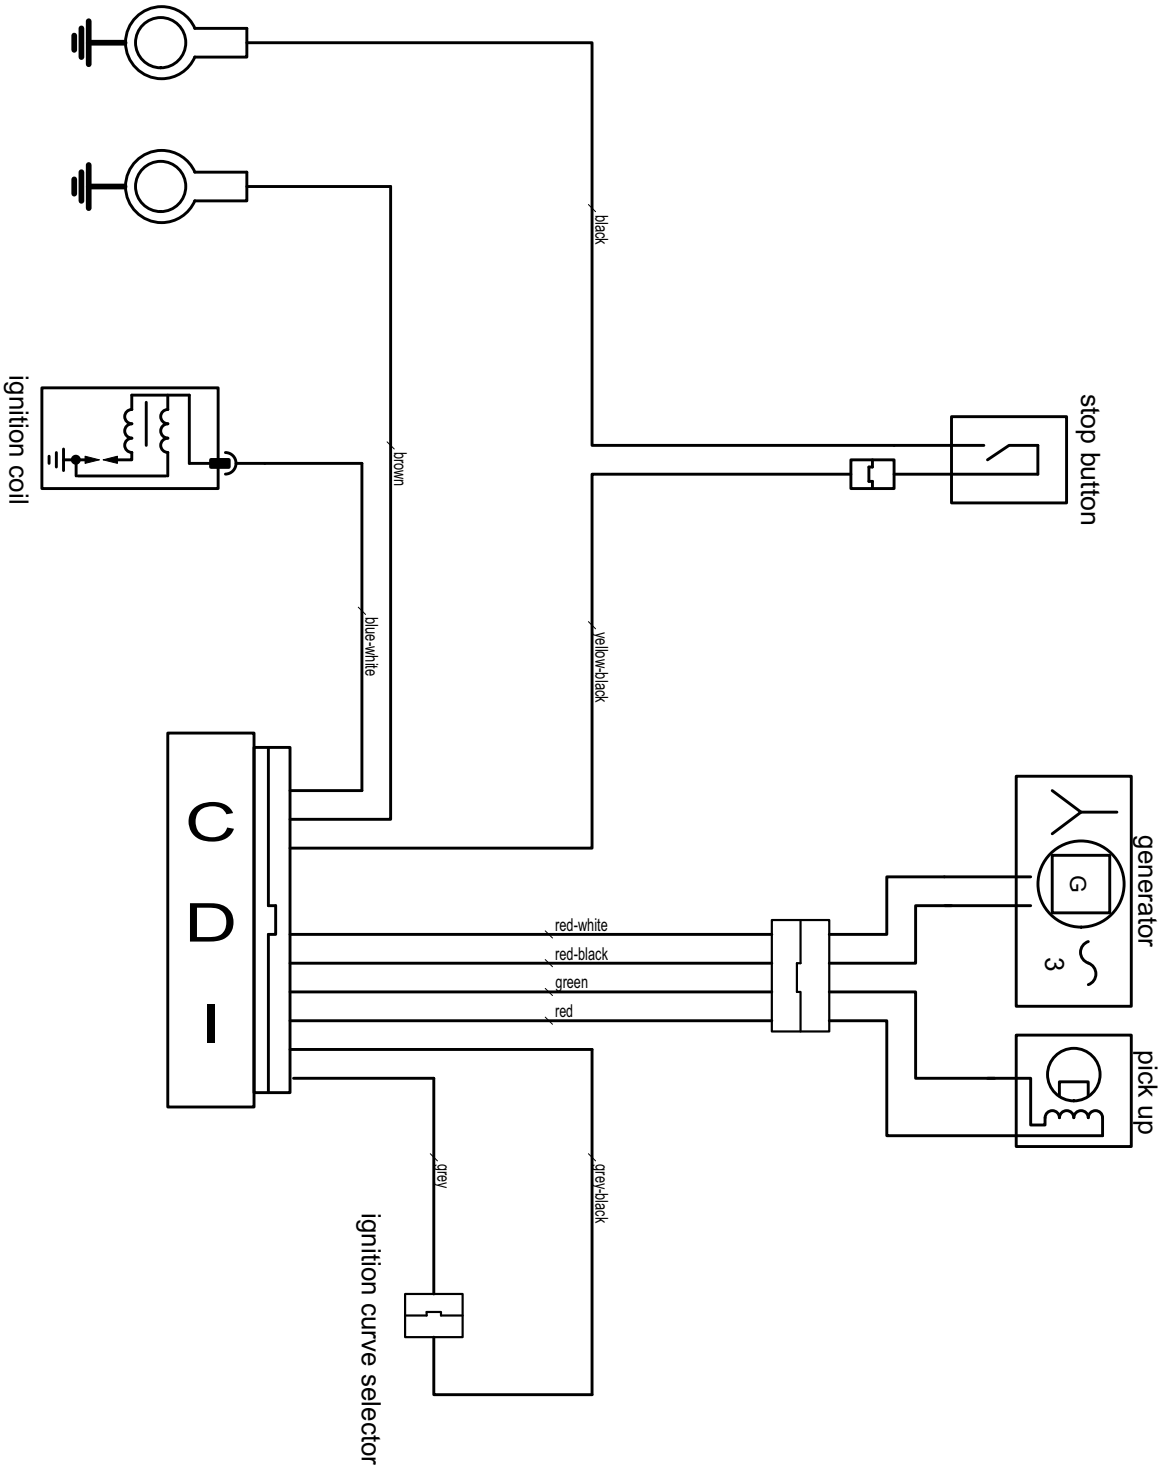 stop button
generator
G
3
pick up
black
yellow-black
red-white
red-black
green
red
grey-black
brown
blue-white
grey
ignition coil
C
D
I
ignition curve selector